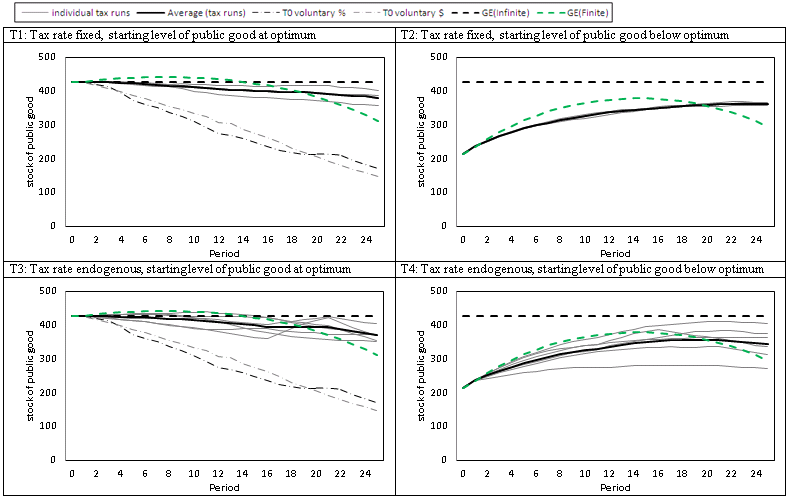 individual tax runs Average (tax runs) T0 voluntary % T0 voluntary $ GE(Infinite) GE(Finite)
T1: Tax rate fixed, starting level of public good at optimum
T2: Tax rate fixed, starting level of public good below optimum
stock of public good
500
400
300
200
100
0
0 2 4 6 8 10 12 14 16 18 20 22 24
Period
stock of public good
500
400
300
200
100
0
0 2 4 6 8 10 12 14 16 18 20 22 24
Period
T3: Tax rate endogenous, starting level of public good at optimum
T4: Tax rate endogenous, starting level of public good below optimum
stock of public good
500
400
300
200
100
0
0 2 4 6 8 10 12 14 16 18 20 22 24
Period
stock of public good
500
400
300
200
100
0
0 2 4 6 8 10 12 14 16 18 20 22 24
Period